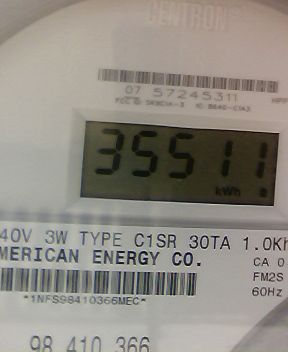 CENTRON
07 57245311
35511
kWh
40V 3W TYPE C1SR 30TA 1.0Kh
MERICAN ENERGY CO.
CA 0.
FM2S
60Hz
*1NFS98410366MEC*
98 410 366